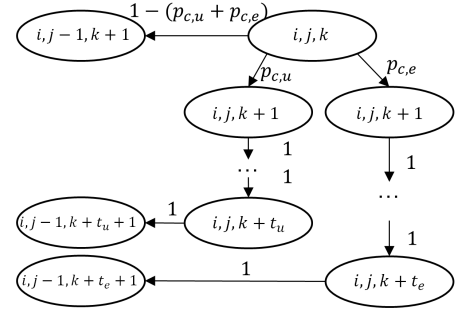 1 − (p_{c,u} + p_{c,e})
i, j − 1, k + 1
i, j, k
p_{c,u}
p_{c,e}
i, j, k + 1
i, j, k + 1
1
1
⋯
1
⋯
1
i, j − 1, k + t_u + 1
1
i, j, k + t_u
1
i, j − 1, k + t_e + 1
i, j, k + t_e